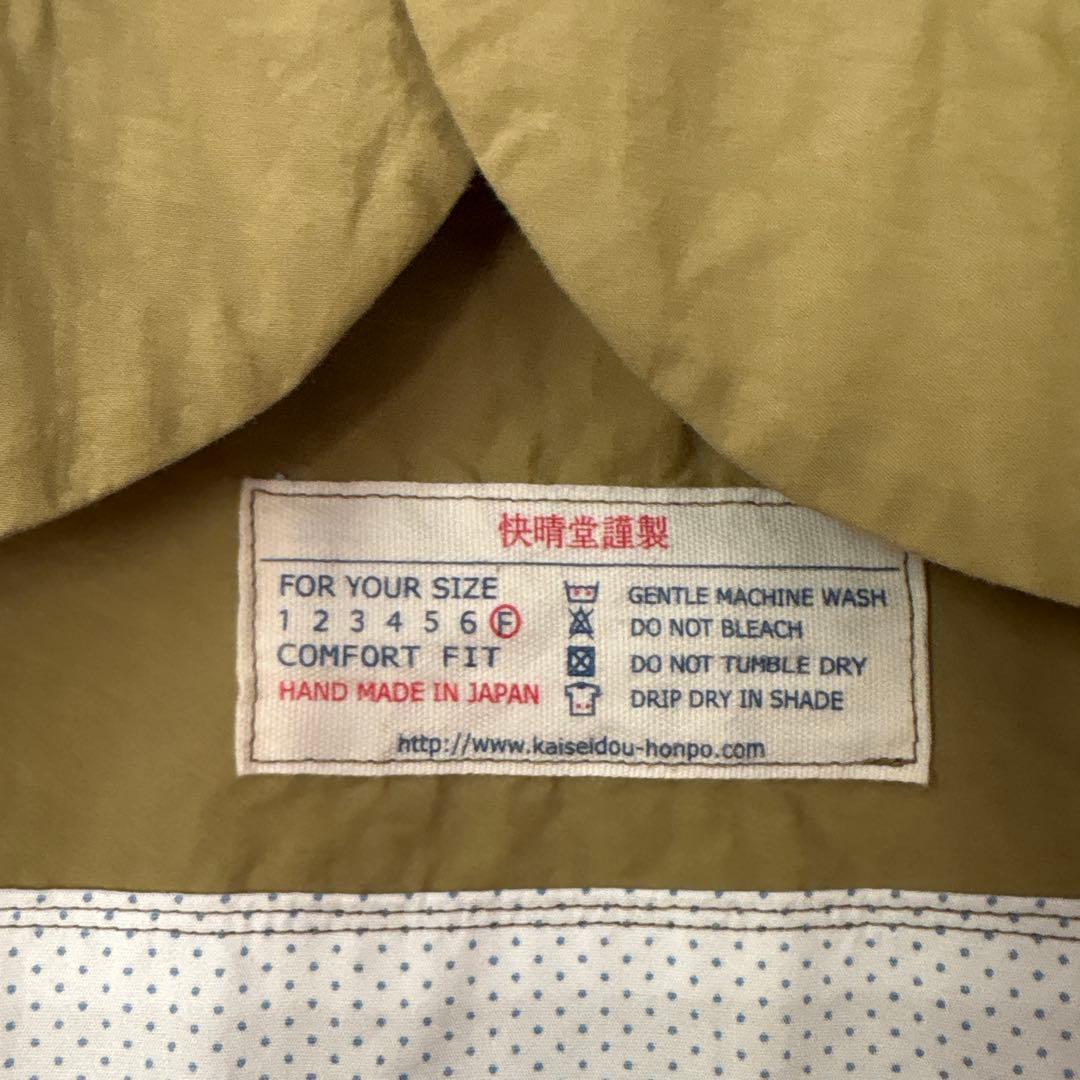 快晴堂謹製
FOR YOUR SIZE
1 2 3 4 5 6 F
COMFORT FIT
HAND MADE IN JAPAN
GENTLE MACHINE WASH
DO NOT BLEACH
DO NOT TUMBLE DRY
DRIP DRY IN SHADE
http://www.kaiseidou-honpo.com